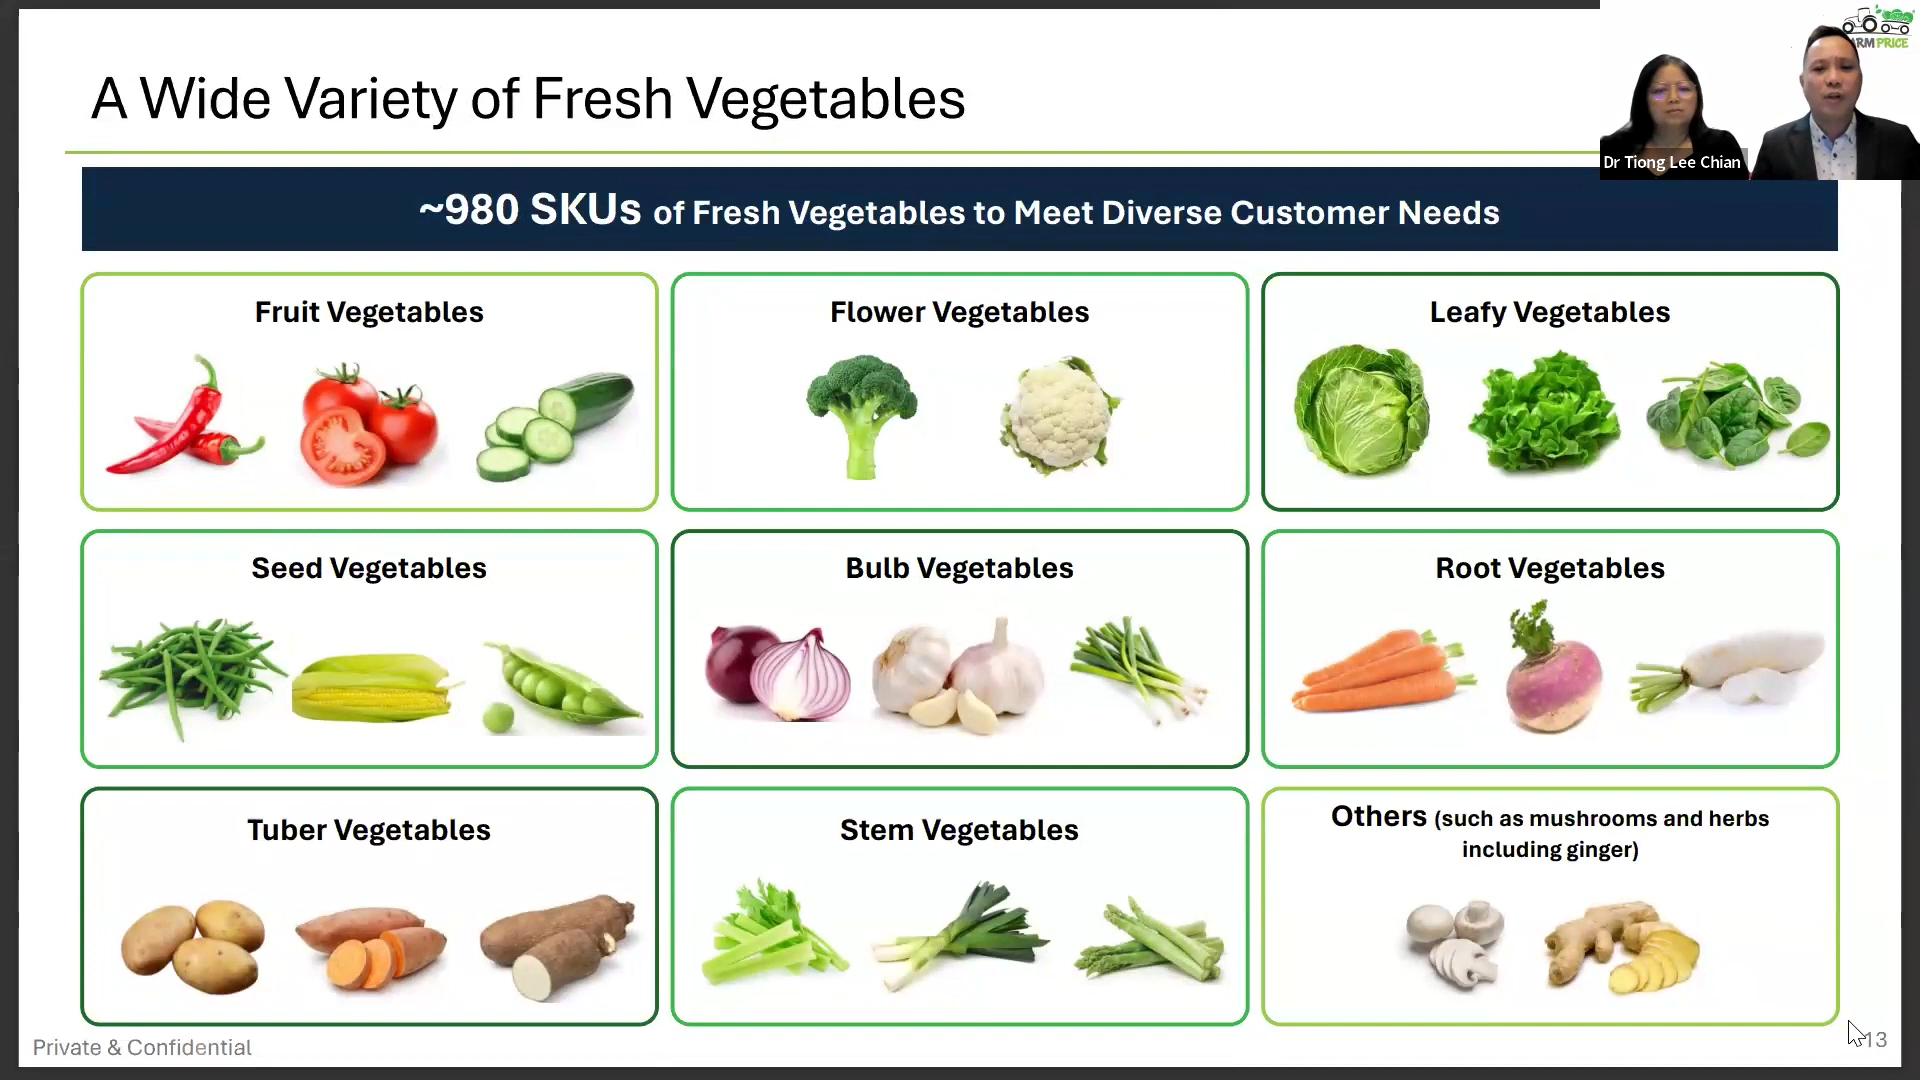 A Wide Variety of Fresh Vegetables
ARM PRICE
Dr Tiong Lee Chian
~980 SKUs of Fresh Vegetables to Meet Diverse Customer Needs
Fruit Vegetables
Flower Vegetables
Leafy Vegetables
Seed Vegetables
Bulb Vegetables
Root Vegetables
Tuber Vegetables
Stem Vegetables
Others (such as mushrooms and herbs
including ginger)
Private & Confidential
13